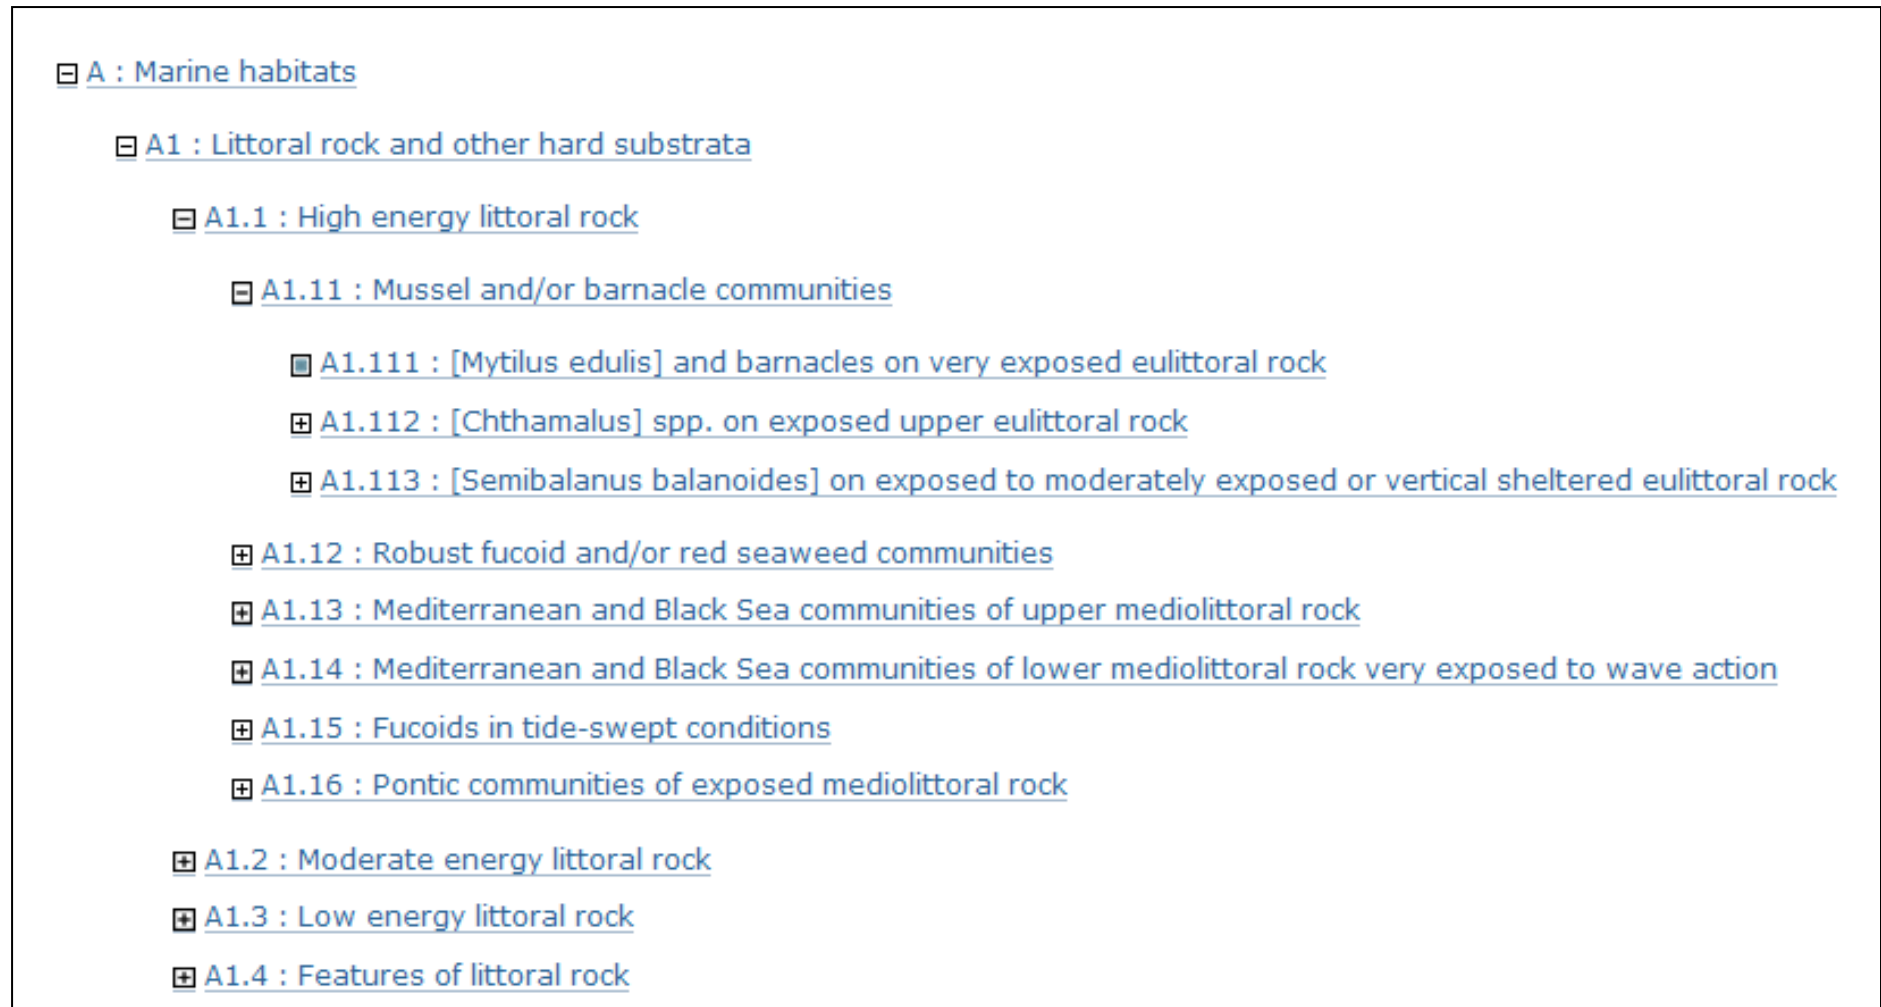 A : Marine habitats
A1 : Littoral rock and other hard substrata
A1.1 : High energy littoral rock
A1.11 : Mussel and/or barnacle communities
A1.111 : [Mytilus edulis] and barnacles on very exposed eulittoral rock
A1.112 : [Chthamalus] spp. on exposed upper eulittoral rock
A1.113 : [Semibalanus balanoides] on exposed to moderately exposed or vertical sheltered eulittoral rock
A1.12 : Robust fucoid and/or red seaweed communities
A1.13 : Mediterranean and Black Sea communities of upper mediolittoral rock
A1.14 : Mediterranean and Black Sea communities of lower mediolittoral rock very exposed to wave action
A1.15 : Fucoids in tide-swept conditions
A1.16 : Pontic communities of exposed mediolittoral rock
A1.2 : Moderate energy littoral rock
A1.3 : Low energy littoral rock
A1.4 : Features of littoral rock